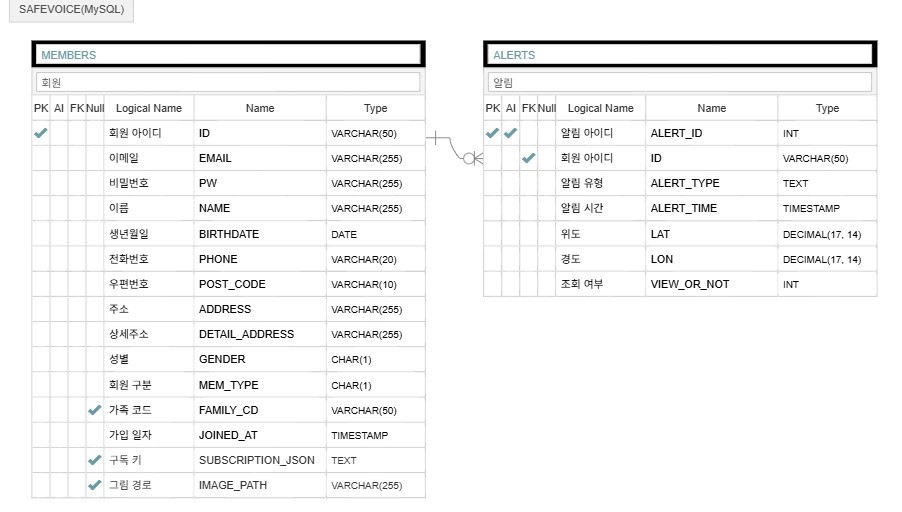 SAFEVOICE(MySQL)
MEMBERS
회원
PK AI FK Null Logical Name Name Type
회원 아이디 ID VARCHAR(50)
이메일 EMAIL VARCHAR(255)
비밀번호 PW VARCHAR(255)
이름 NAME VARCHAR(255)
생년월일 BIRTHDATE DATE
전화번호 PHONE VARCHAR(20)
우편번호 POST_CODE VARCHAR(10)
주소 ADDRESS VARCHAR(255)
상세주소 DETAIL_ADDRESS VARCHAR(255)
성별 GENDER CHAR(1)
회원 구분 MEM_TYPE CHAR(1)
가족 코드 FAMILY_CD VARCHAR(50)
가입 일자 JOINED_AT TIMESTAMP
구독 키 SUBSCRIPTION_JSON TEXT
그림 경로 IMAGE_PATH VARCHAR(255)
ALERTS
알림
PK AI FK Null Logical Name Name Type
알림 아이디 ALERT_ID INT
회원 아이디 ID VARCHAR(50)
알림 유형 ALERT_TYPE TEXT
알림 시간 ALERT_TIME TIMESTAMP
위도 LAT DECIMAL(17, 14)
경도 LON DECIMAL(17, 14)
조회 여부 VIEW_OR_NOT INT